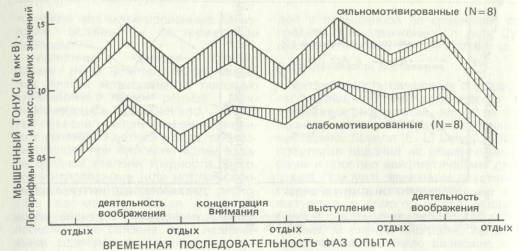 МЫШЕЧНЫЙ ТОНУС (в мкВ).
Логарифмы мин. и макс. средних значений
1,5
1,0
0,5
сильномотивированные (N=8)
слабомотивированные (N=8)
деятельность воображения
концентрация внимания
выступление
деятельность воображения
отдых отдых отдых отдых отдых
ВРЕМЕННАЯ ПОСЛЕДОВАТЕЛЬНОСТЬ ФАЗ ОПЫТА